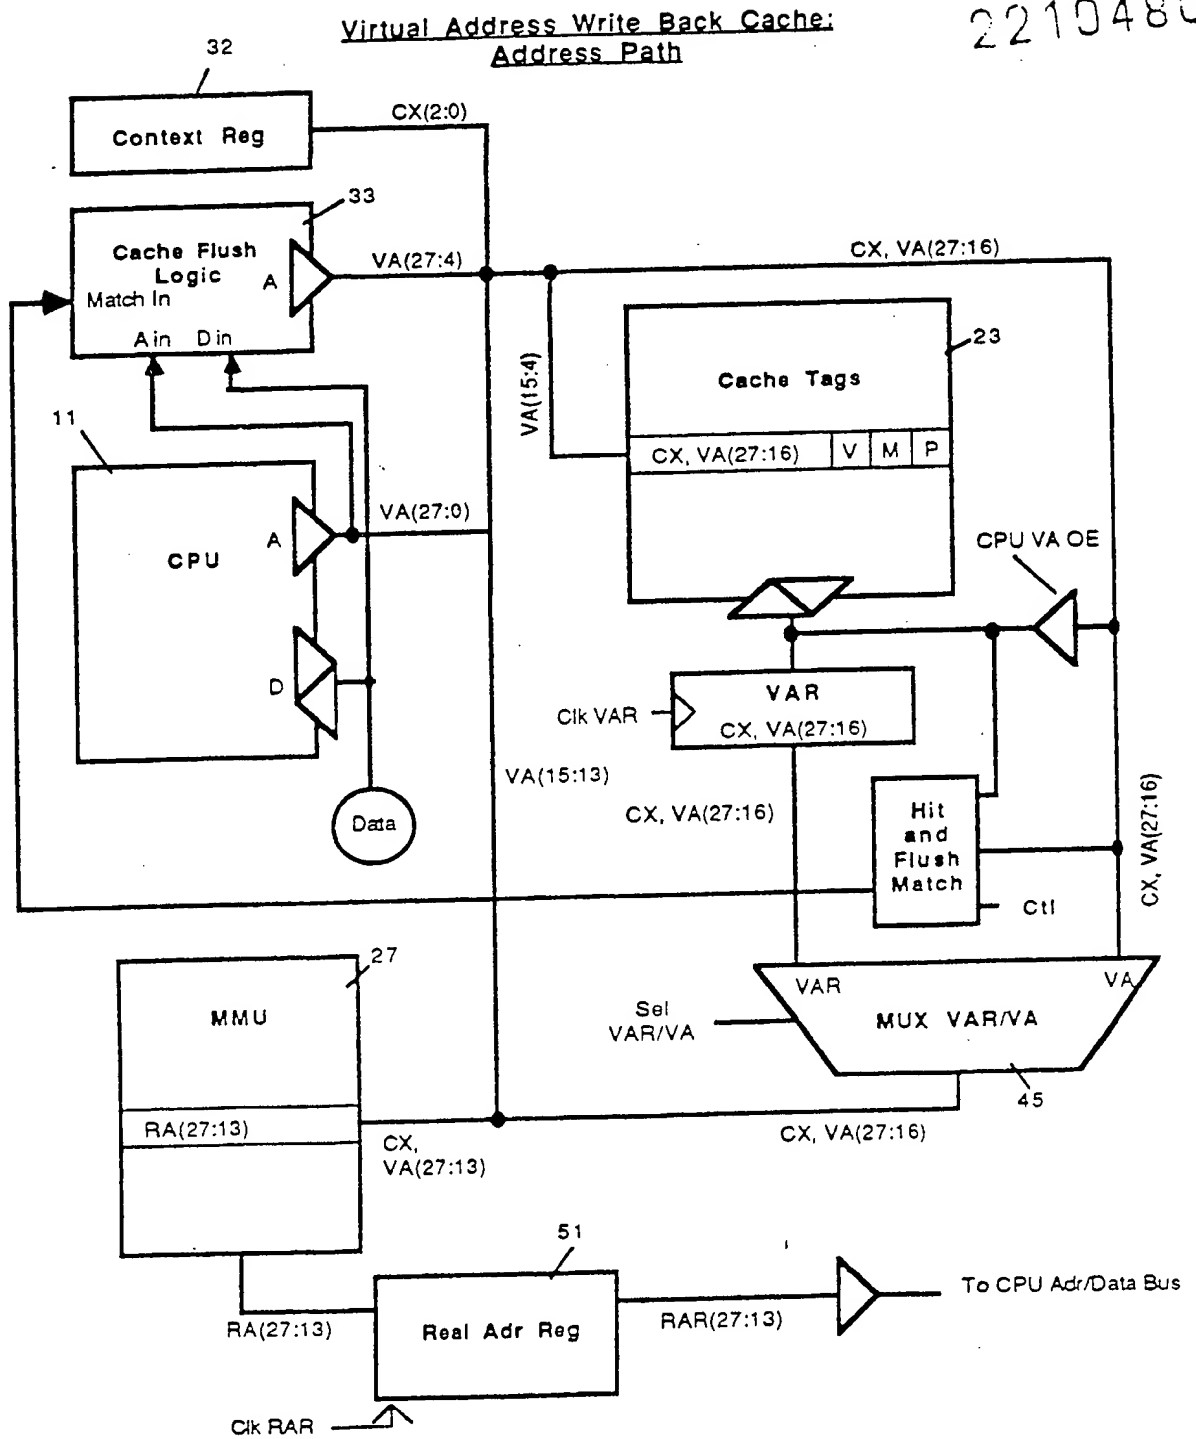 Virtual Address Write Back Cache:
Address Path
32
CX(2:0)
Context Reg
33
Cache Flush
Logic
A
Match In
A in
D in
VA(27:4)
CX, VA(27:16)
VA(15:4)
23
Cache Tags
CX, VA(27:16)
V
M
P
11
CPU
A
VA(27:0)
D
CPU VA OE
VAR
CX, VA(27:16)
Clk VAR
VA(15:13)
CX, VA(27:16)
Data
Hit
and
Flush
Match
Ctl
CX, VA(27:16)
27
MMU
RA(27:13)
VAR
VA
Sel
VAR/VA
MUX VAR/VA
45
CX,
VA(27:13)
CX, VA(27:16)
51
RA(27:13)
Real Adr Reg
RAR(27:13)
To CPU Adr/Data Bus
Clk RAR